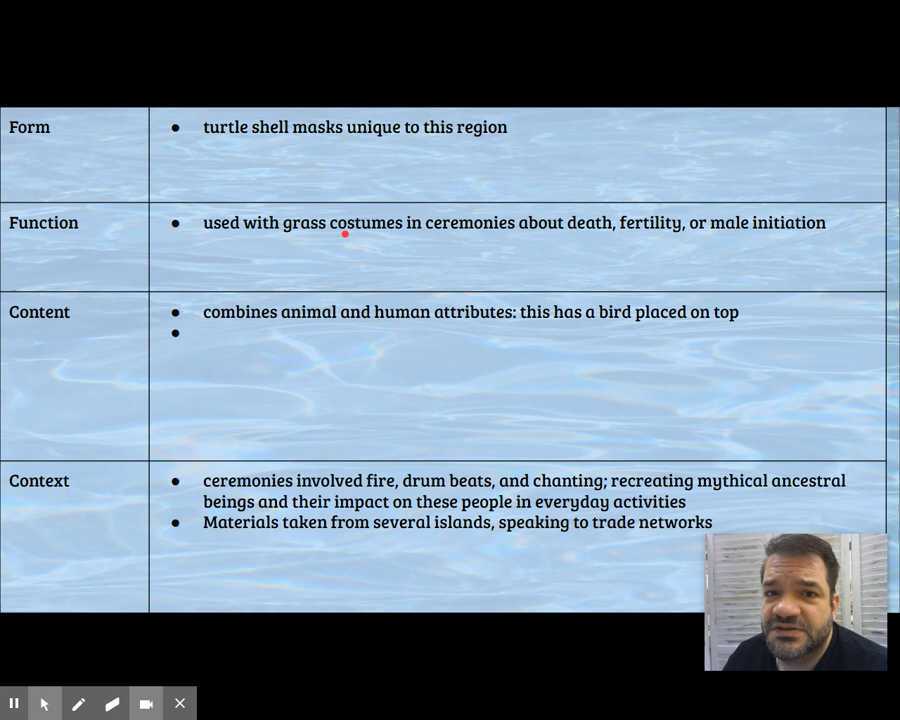 Form
turtle shell masks unique to this region
Function
used with grass costumes in ceremonies about death, fertility, or male initiation
Content
combines animal and human attributes: this has a bird placed on top
Context
ceremonies involved fire, drum beats, and chanting; recreating mythical ancestral
beings and their impact on these people in everyday activities
Materials taken from several islands, speaking to trade networks